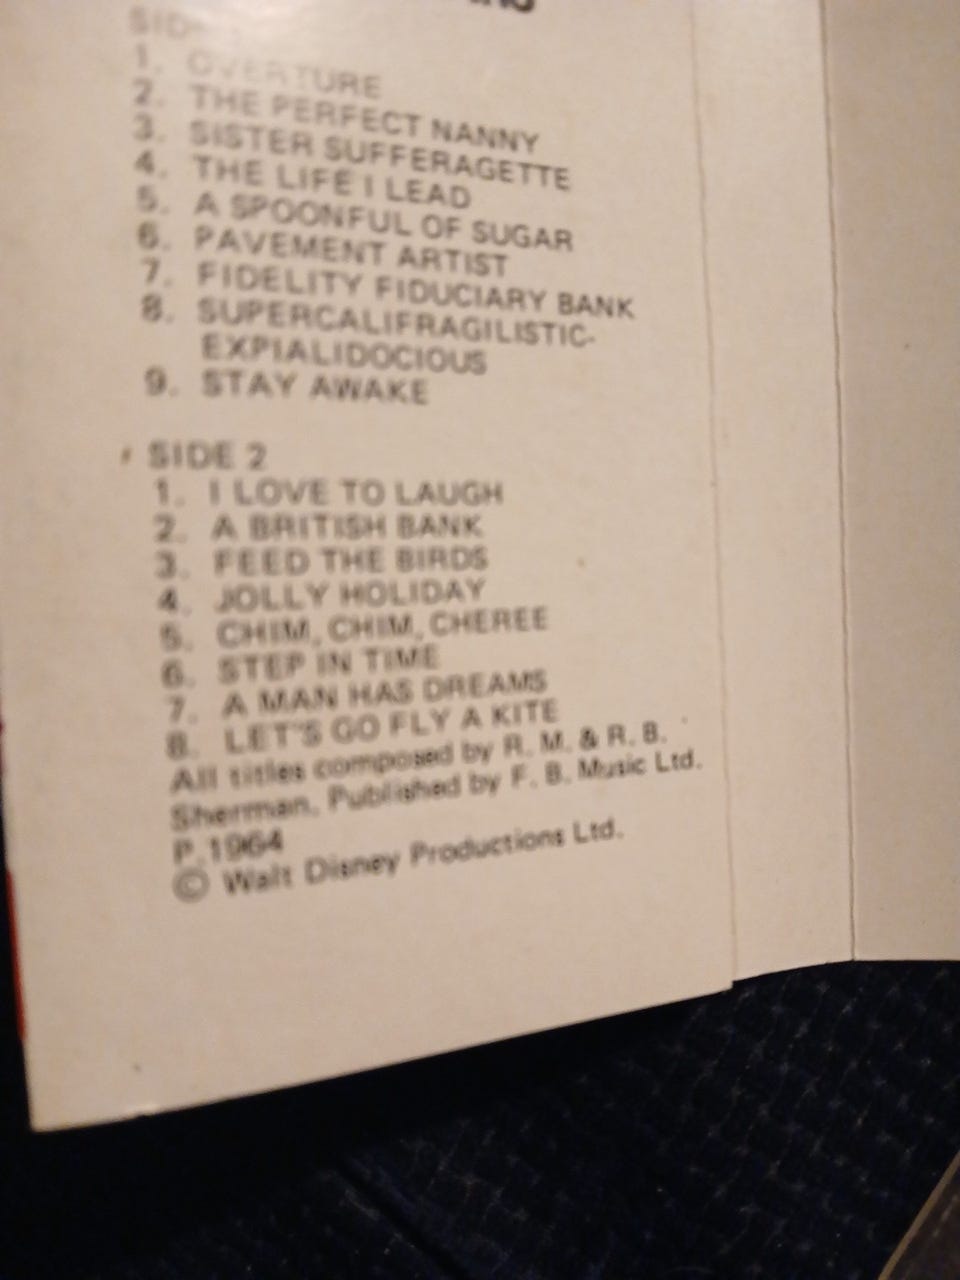 SIDE
1. OVERTURE
2. THE PERFECT NANNY
3. SISTER SUFFERAGETTE
4. THE LIFE I LEAD
5. A SPOONFUL OF SUGAR
6. PAVEMENT ARTIST
7. FIDELITY FIDUCIARY BANK
8. SUPERCALIFRAGILISTIC-
EXPIALIDOCIOUS
9. STAY AWAKE
SIDE 2
1. I LOVE TO LAUGH
2. A BRITISH BANK
3. FEED THE BIRDS
4. JOLLY HOLIDAY
5. CHIM, CHIM, CHEREE
6. STEP IN TIME
7. A MAN HAS DREAMS
8. LET'S GO FLY A KITE
All titles composed by R. M. & R. B.
Sherman. Published by F. B. Music Ltd.
P. 1964
© Walt Disney Productions Ltd.